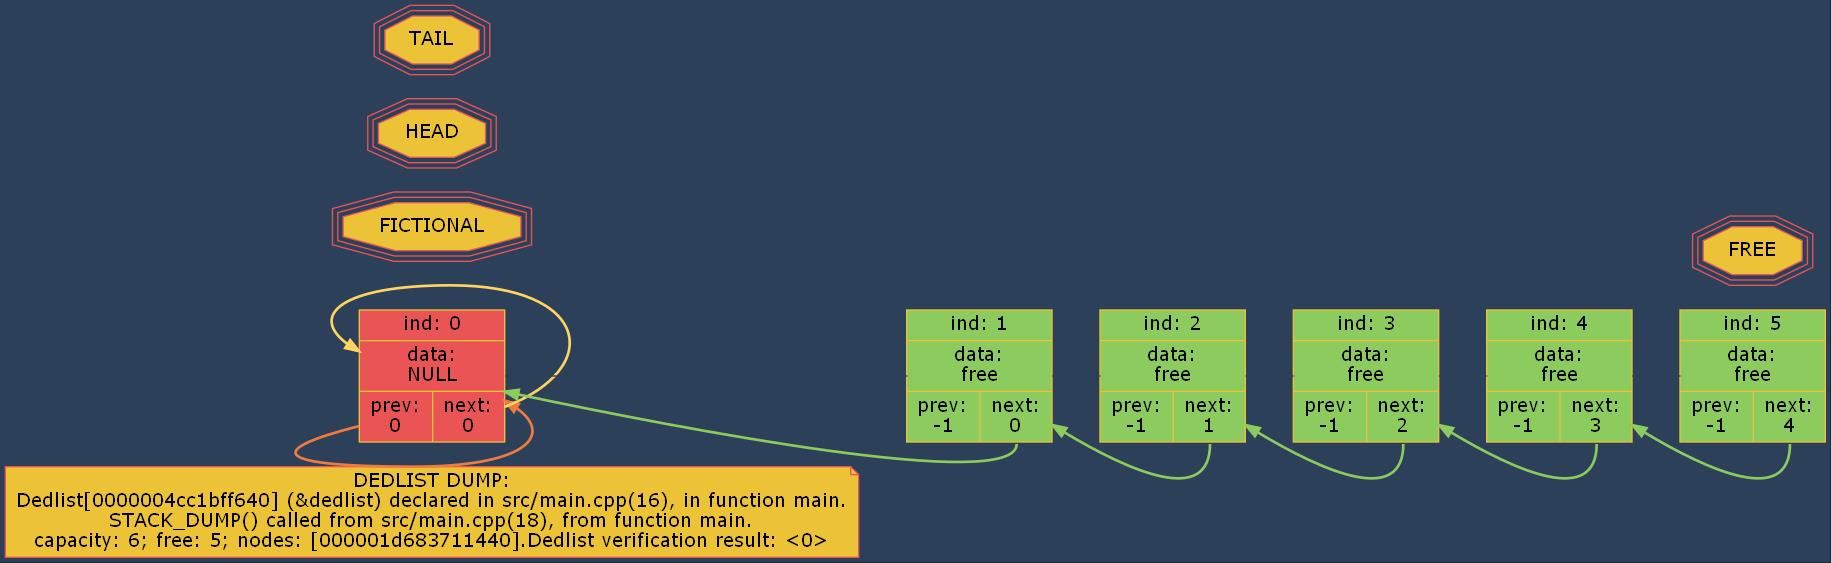 TAIL
HEAD
FICTIONAL
FREE
ind: 0
data:
NULL
prev:
0
next:
0
ind: 1
data:
free
prev:
-1
next:
0
ind: 2
data:
free
prev:
-1
next:
1
ind: 3
data:
free
prev:
-1
next:
2
ind: 4
data:
free
prev:
-1
next:
3
ind: 5
data:
free
prev:
-1
next:
4
DEDLIST DUMP:
Dedlist[0000004cc1bff640] (&dedlist) declared in src/main.cpp(16), in function main.
STACK_DUMP() called from src/main.cpp(18), from function main.
capacity: 6; free: 5; nodes: [000001d683711440].Dedlist verification result: <0>